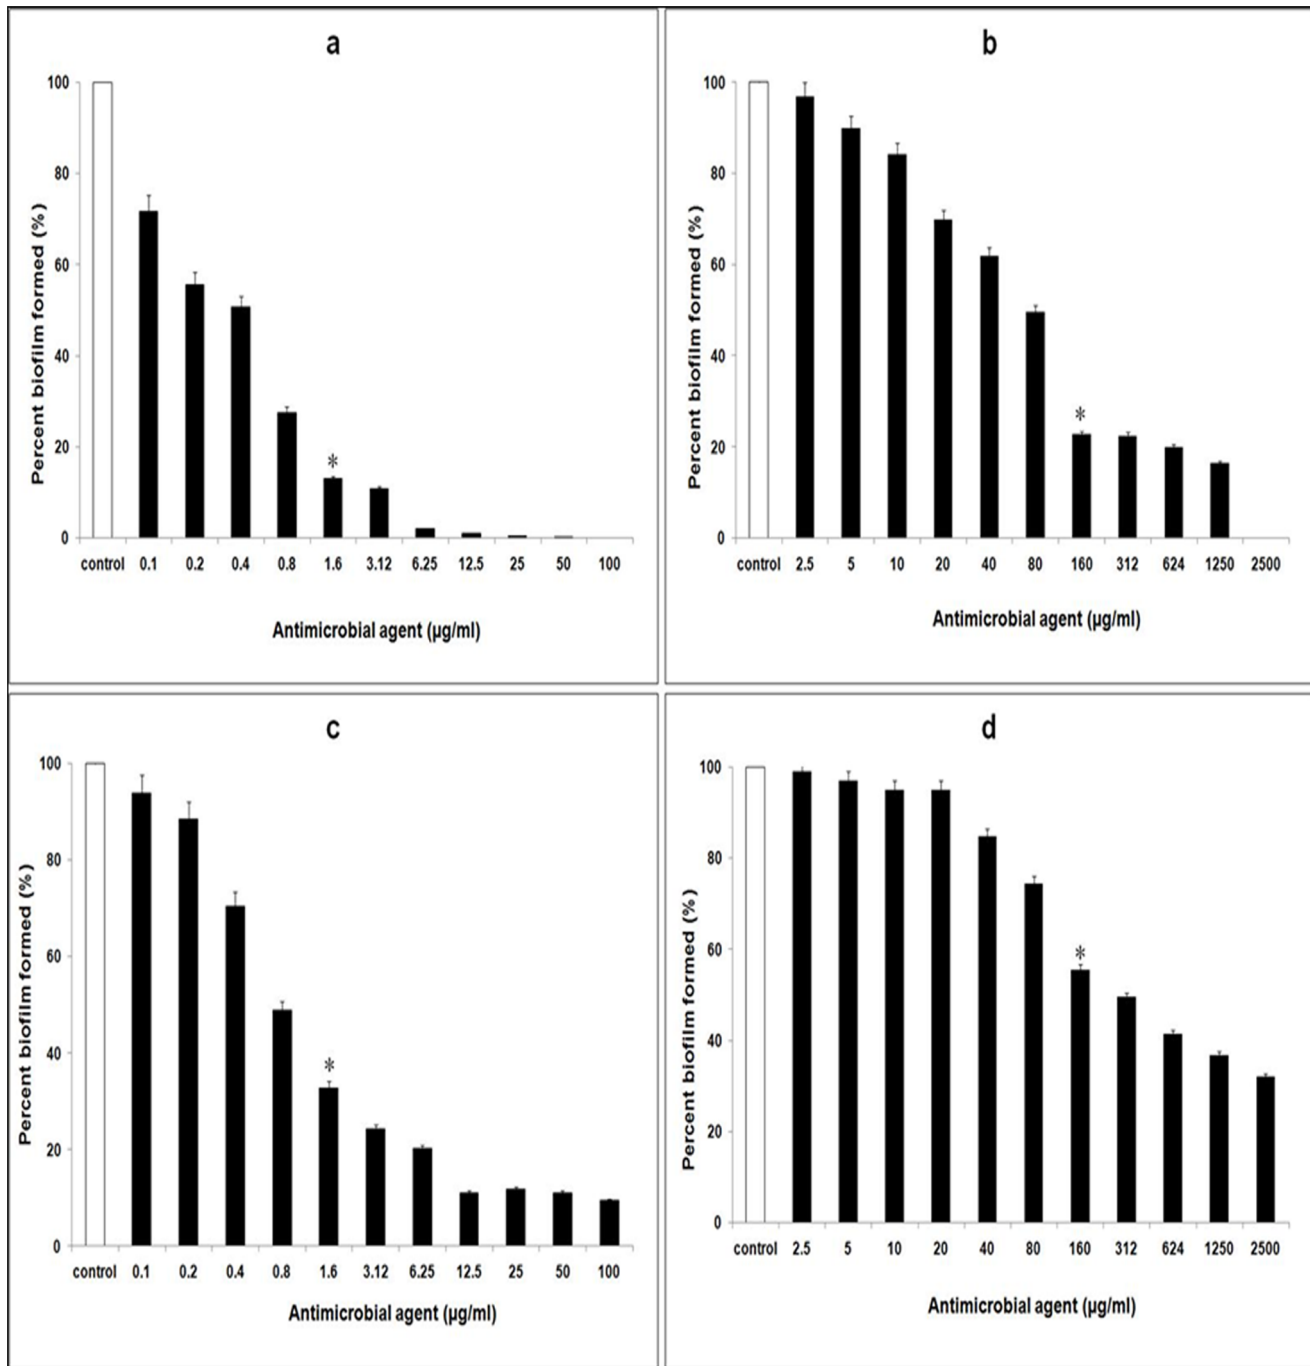 a
100
80
60
40
20
0
Percent biofilm formed (%)
*
control 0.1 0.2 0.4 0.8 1.6 3.12 6.25 12.5 25 50 100
Antimicrobial agent (µg/ml)
b
100
80
60
40
20
0
Percent biofilm formed (%)
*
control 2.5 5 10 20 40 80 160 312 624 1250 2500
Antimicrobial agent (µg/ml)
c
100
80
60
40
20
0
Percent biofilm formed (%)
*
control 0.1 0.2 0.4 0.8 1.6 3.12 6.25 12.5 25 50 100
Antimicrobial agent (µg/ml)
d
100
80
60
40
20
0
Percent biofilm formed (%)
*
control 2.5 5 10 20 40 80 160 312 624 1250 2500
Antimicrobial agent (µg/ml)